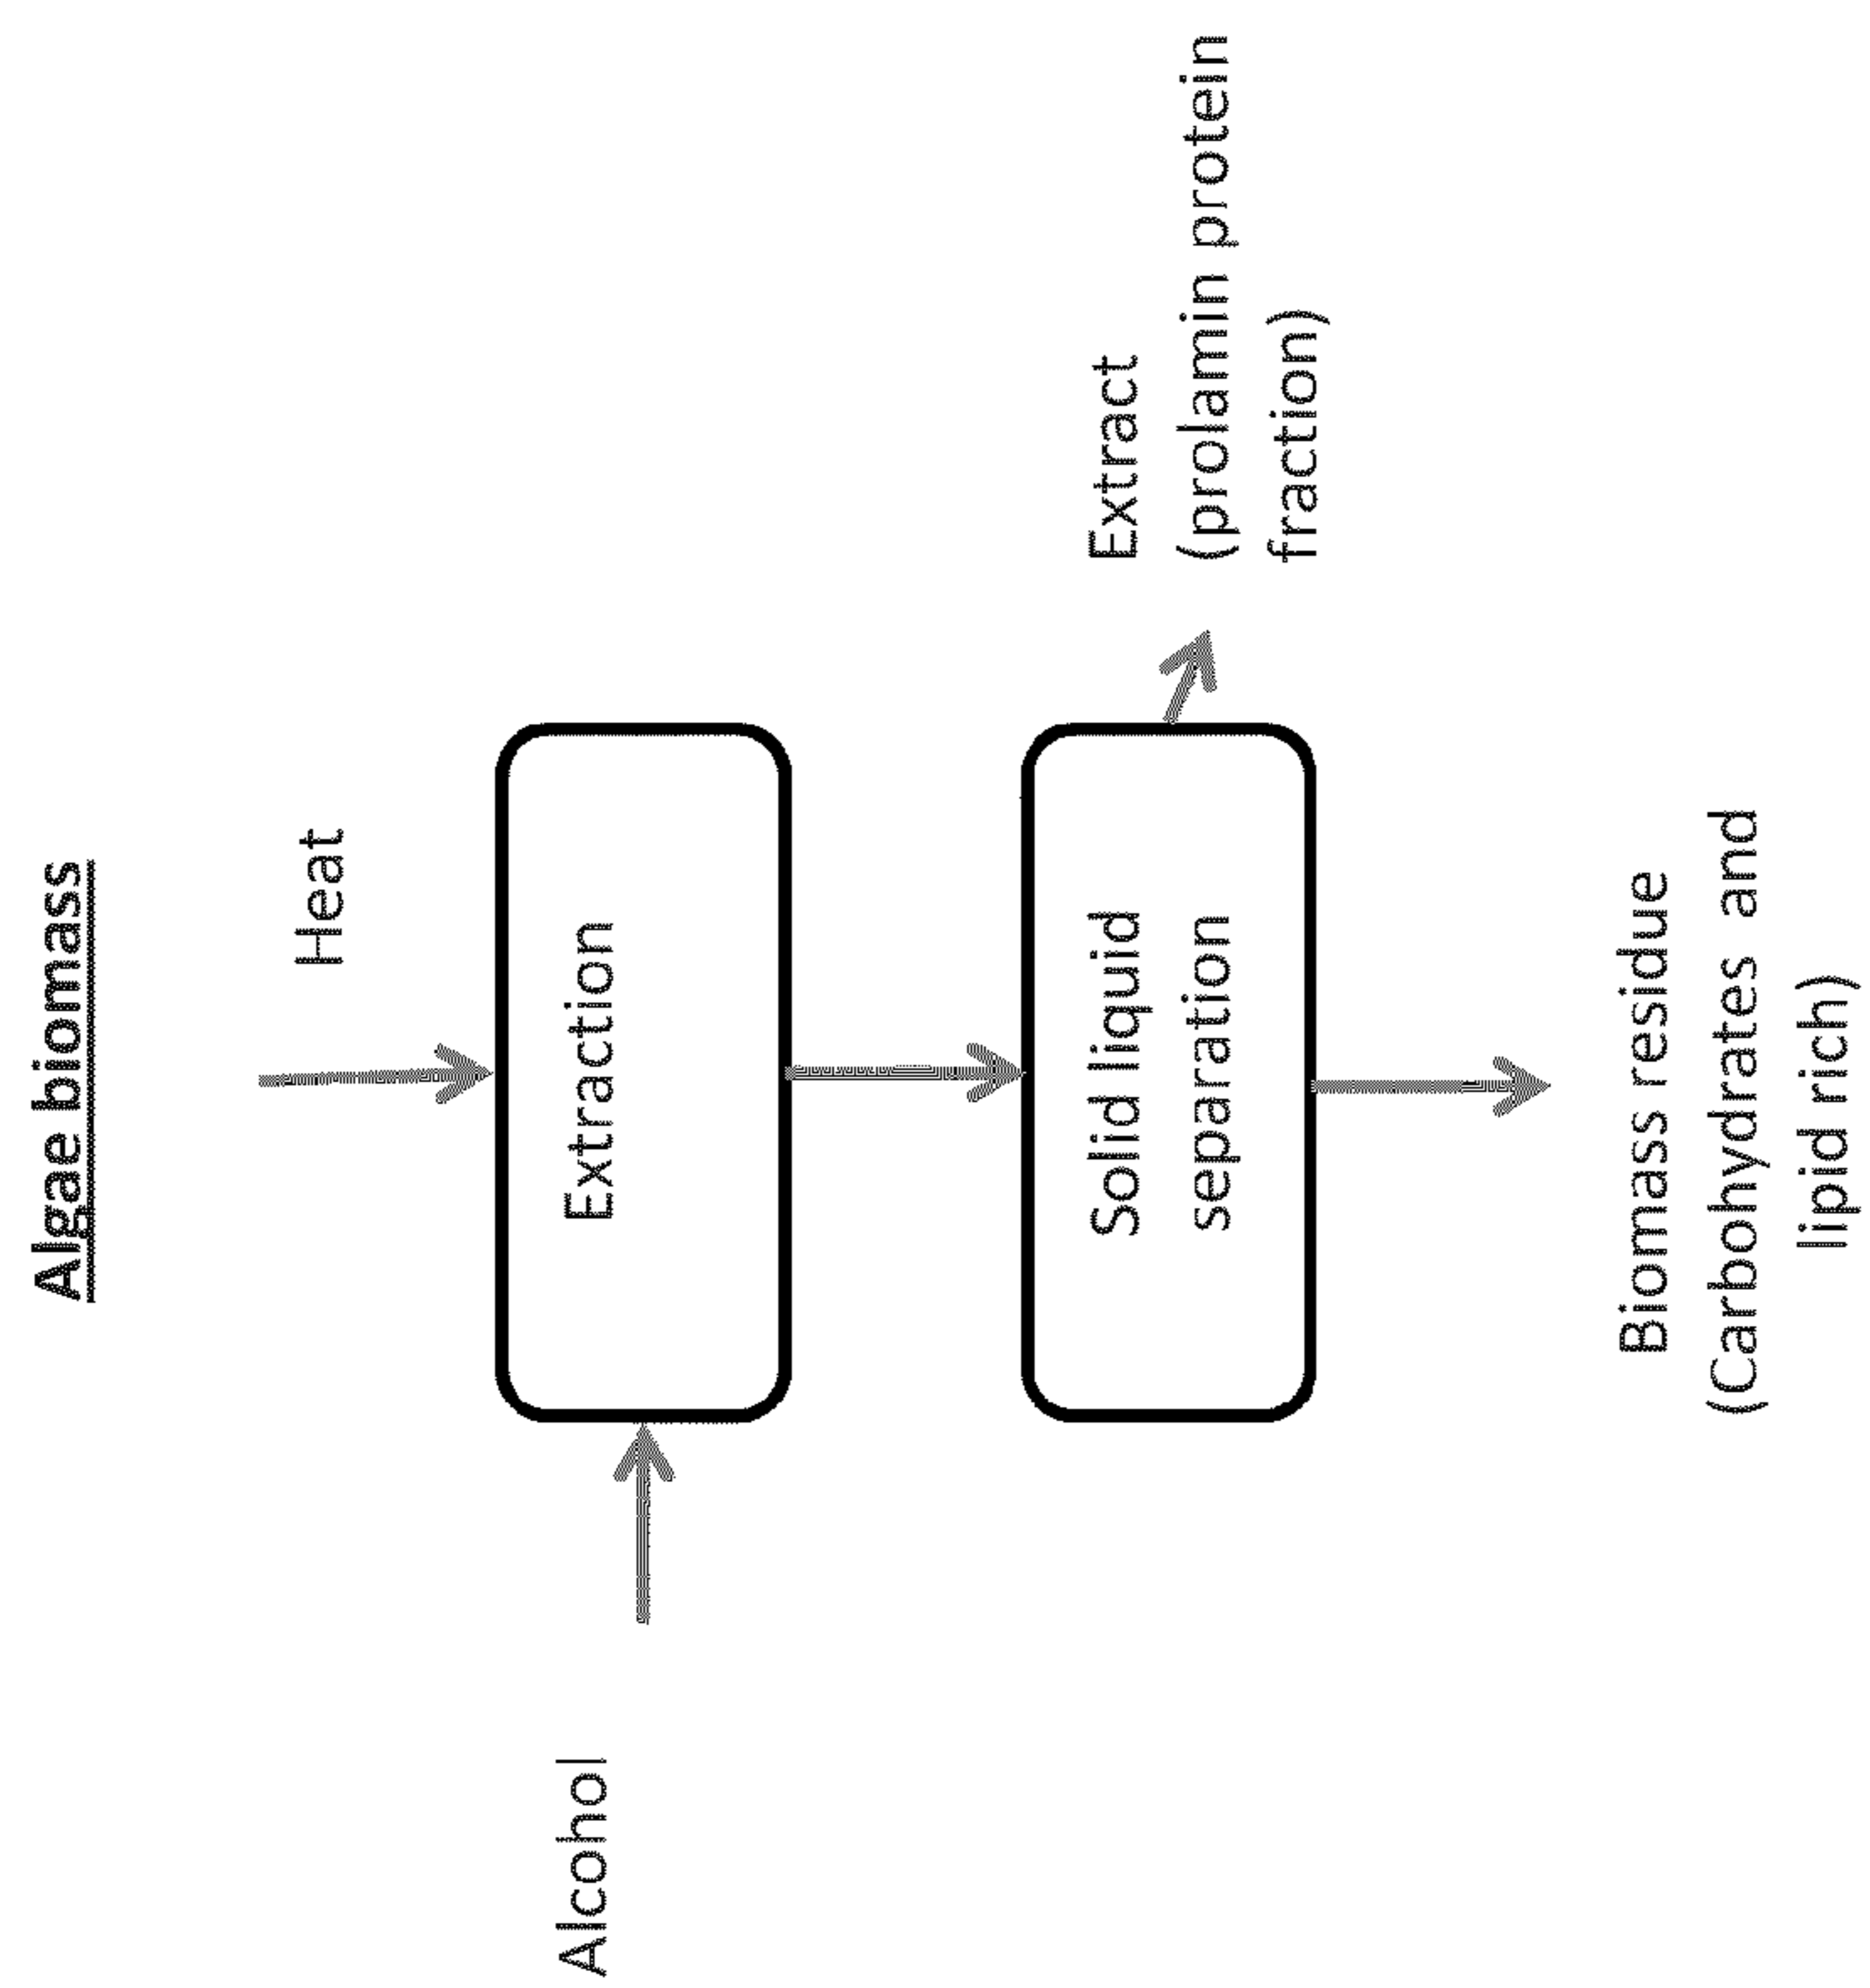 Algae biomass
Heat
Alcohol
Extraction
Solid liquid
separation
Extract
(prolamin protein
fraction)
Biomass residue
(Carbohydrates and
lipid rich)